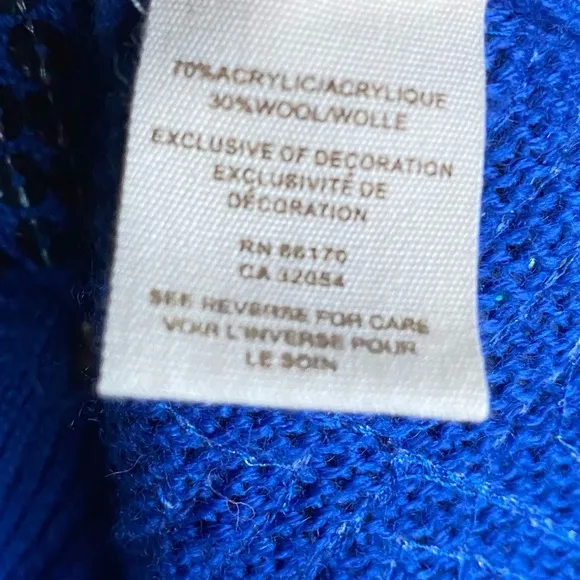 70%ACRYLIC/ACRYLIQUE
30%WOOL/WOLLE
EXCLUSIVE OF DECORATION
EXCLUSIVITÉ DE
DÉCORATION
RN 66170
CA 32054
SEE REVERSE FOR CARE
VOIR L'INVERSE POUR
LE SOIN